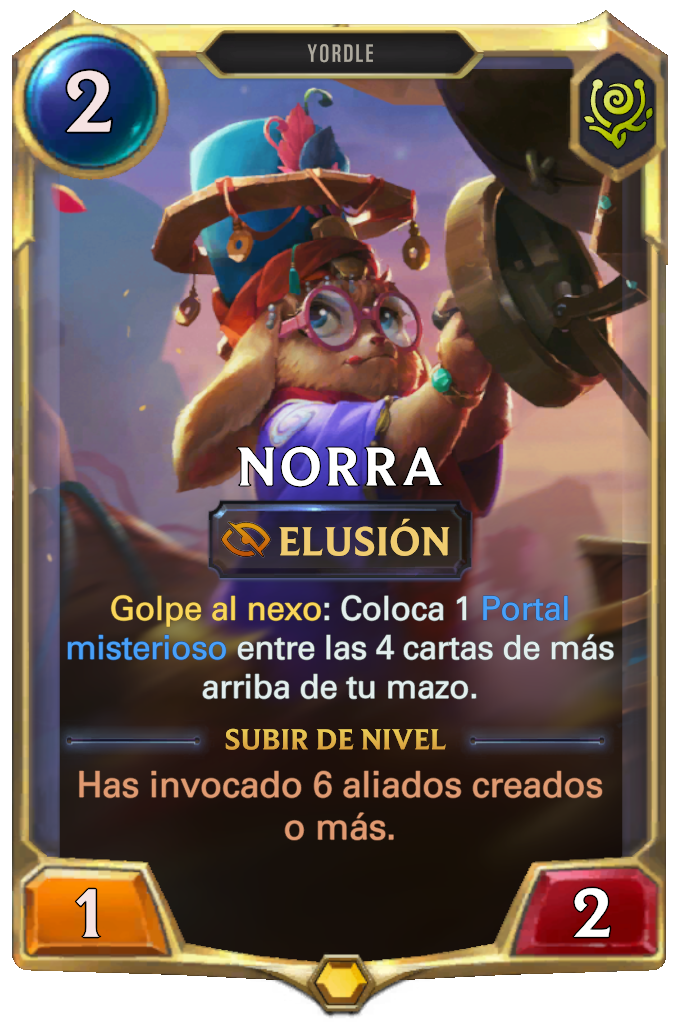 YORDLE
2
NORRA
ELUSIÓN
Golpe al nexo: Coloca 1 Portal
misterioso entre las 4 cartas de más
arriba de tu mazo.
SUBIR DE NIVEL
Has invocado 6 aliados creados
o más.
1
2